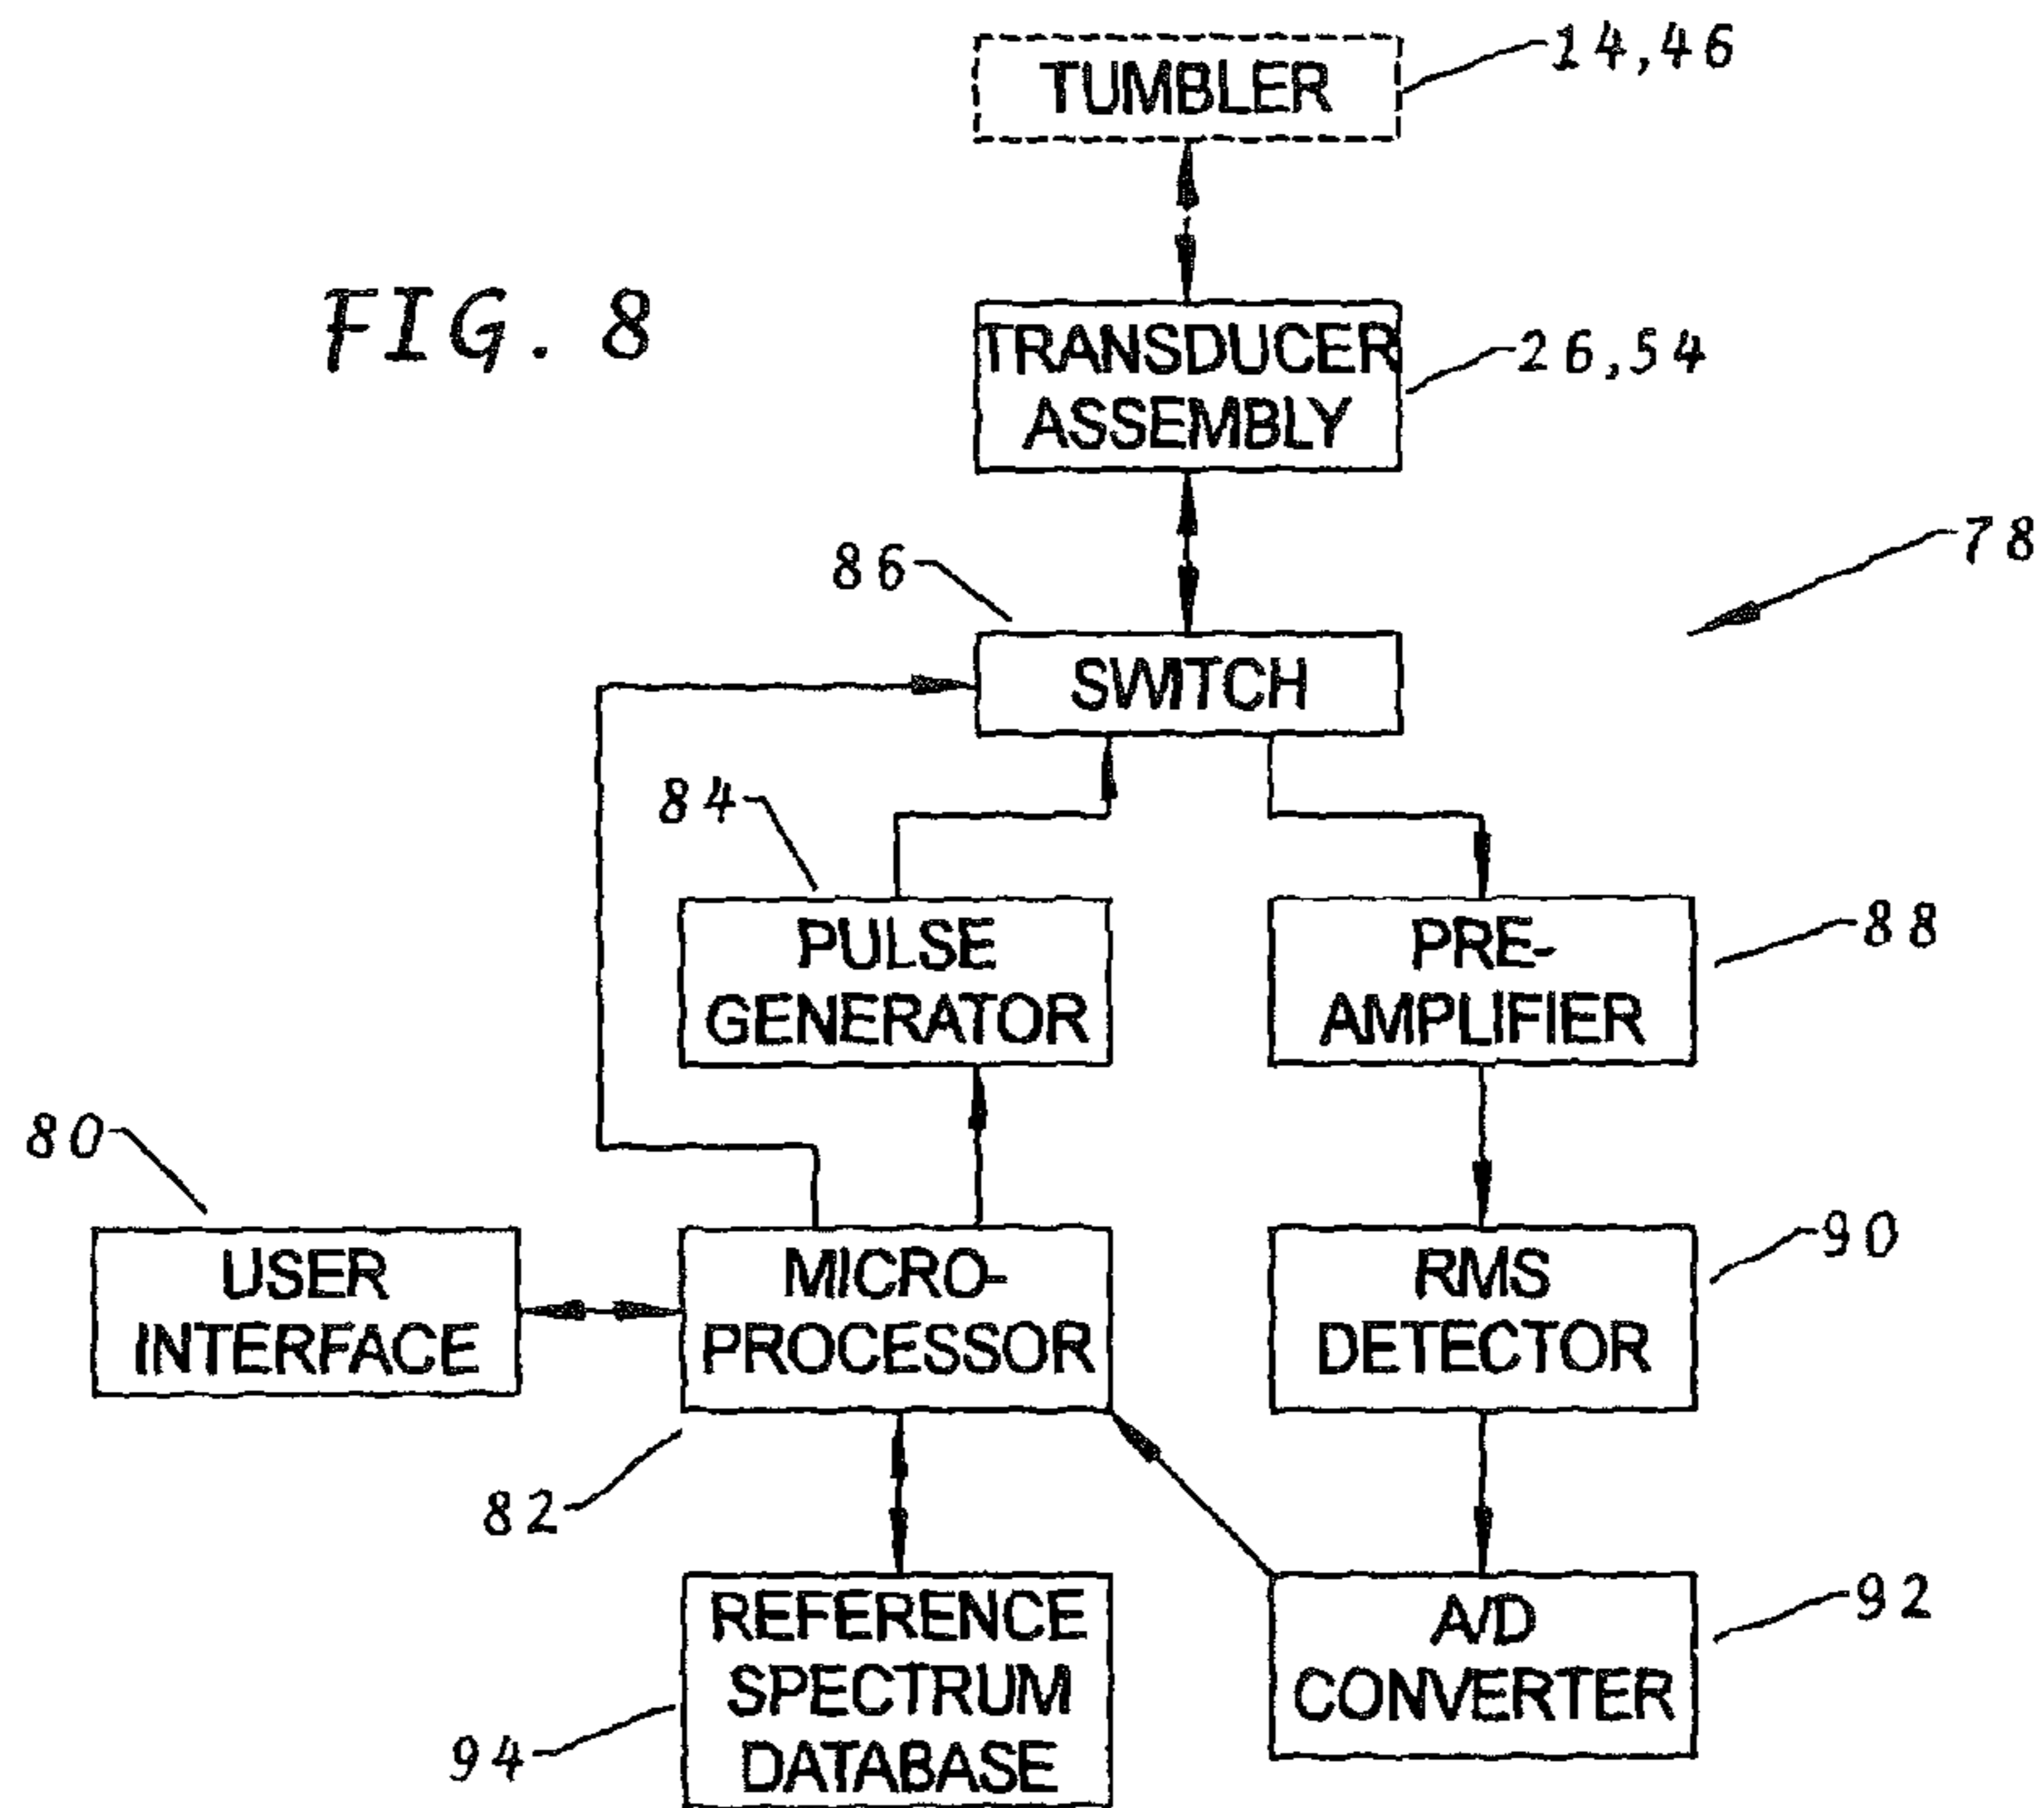 TUMBLER
14,46
FIG. 8
TRANSDUCER
ASSEMBLY
26,54
86
78
SWITCH
84
PULSE
GENERATOR
PRE-
AMPLIFIER
88
80
USER
INTERFACE
MICRO-
PROCESSOR
RMS
DETECTOR
90
82
REFERENCE
SPECTRUM
DATABASE
A/D
CONVERTER
92
94